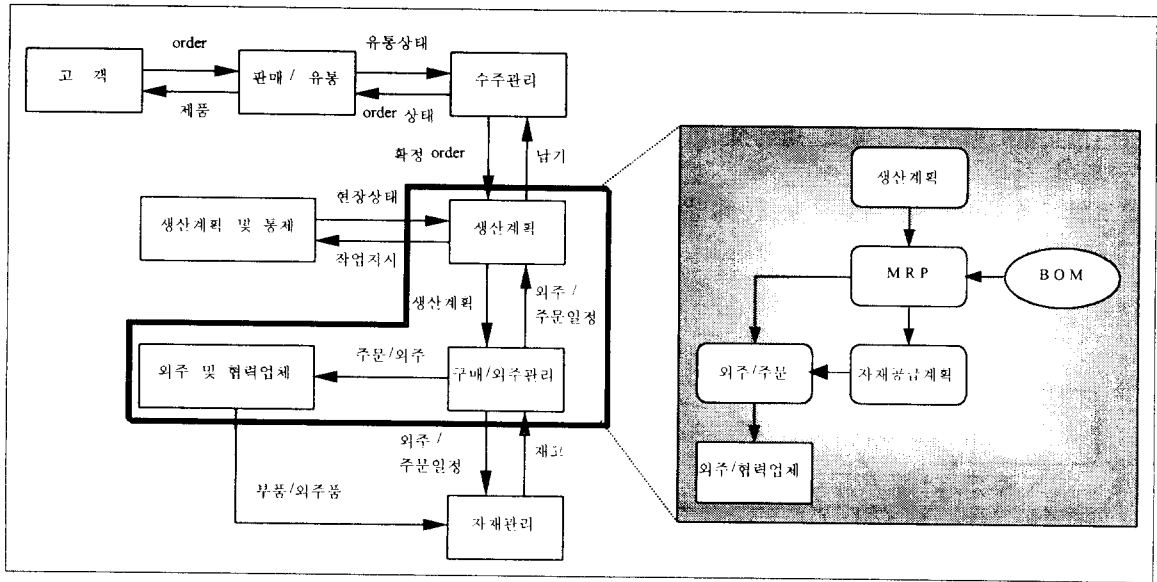 order
유통상태
고 객
판매 / 유통
수주관리
제품
order 상태
확정 order
납기
현장상태
생산계획 및 통제
생산계획
작업지시
생산계획
외주 /
주문일정
주문/외주
외주 및 협력업체
구매/외주관리
외주 /
주문일정
재고
부품/외주품
자재관리
생산계획
MRP
BOM
외주/주문
자재공급계획
외주/협력업체